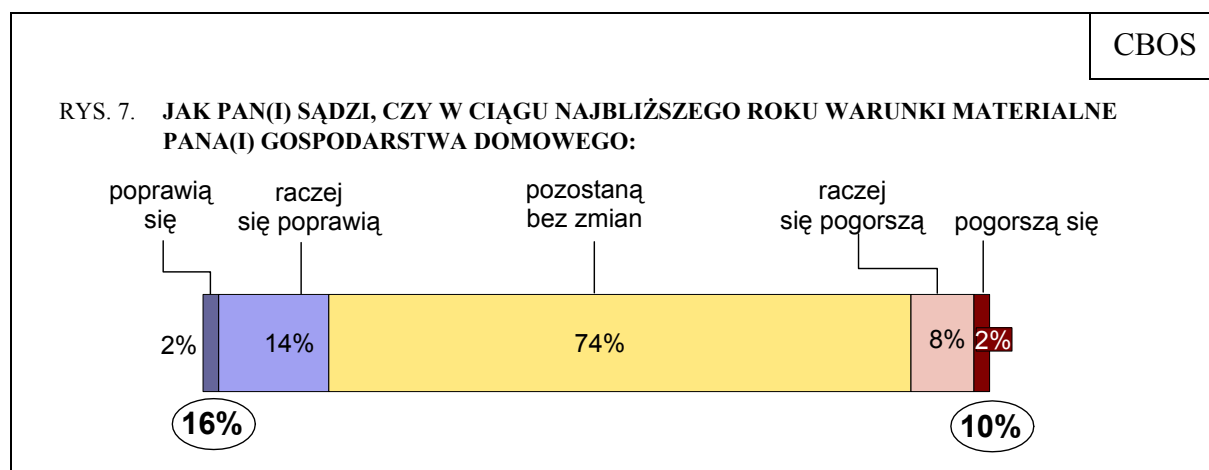 CBOS
RYS. 7. JAK PAN(I) SĄDZI, CZY W CIĄGU NAJBLIŻSZEGO ROKU WARUNKI MATERIALNE
PANA(I) GOSPODARSTWA DOMOWEGO:
poprawią
się
raczej
się poprawią
pozostaną
bez zmian
raczej
się pogorszą
pogorszą się
2%
14%
74%
8%
2%
16%
10%